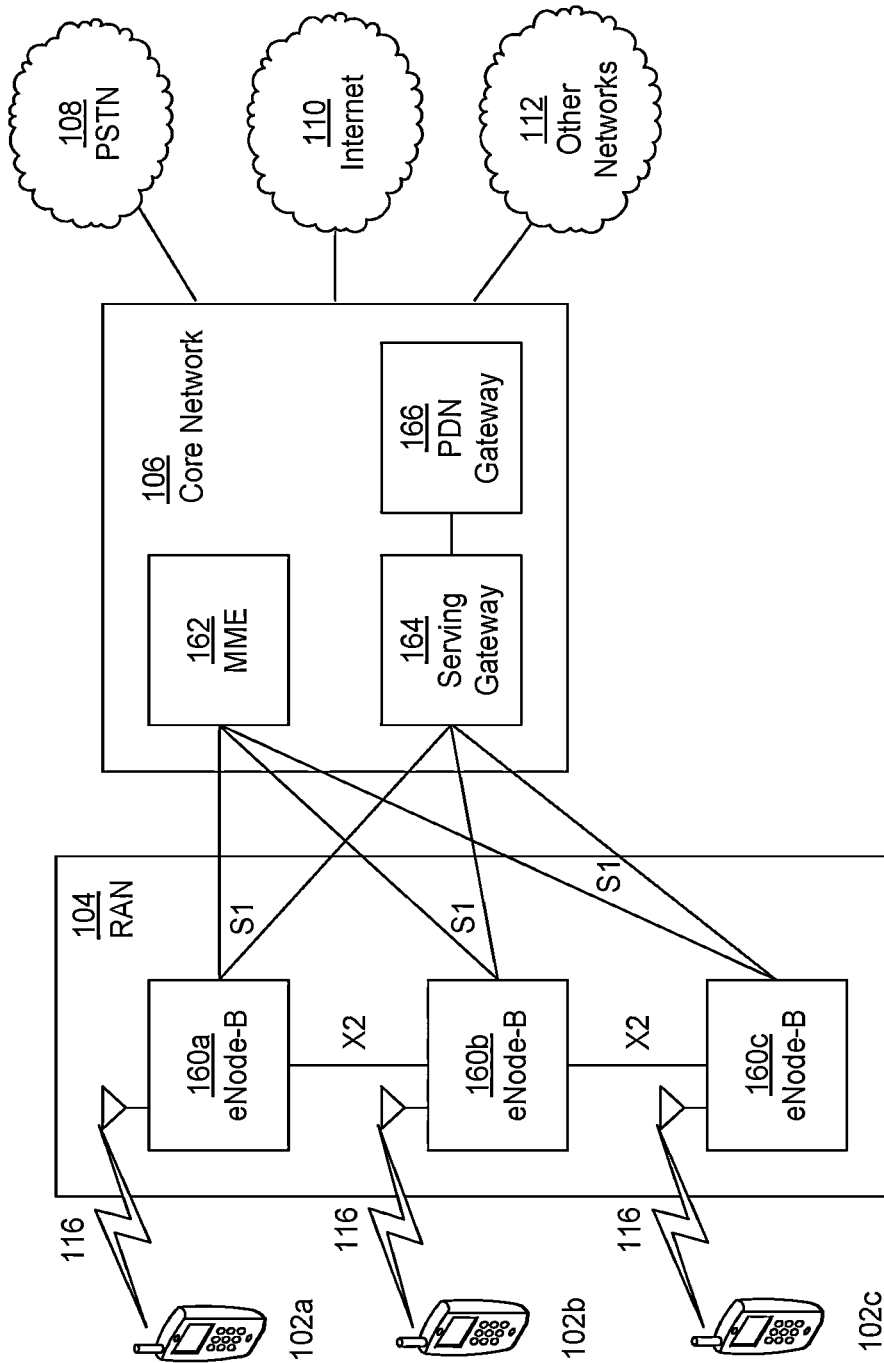 102a
102b
102c
116
116
116
104
RAN
160a
eNode-B
X2
160b
eNode-B
X2
160c
eNode-B
S1
S1
S1
106
Core Network
162
MME
164
Serving
Gateway
166
PDN
Gateway
108
PSTN
110
Internet
112
Other
Networks